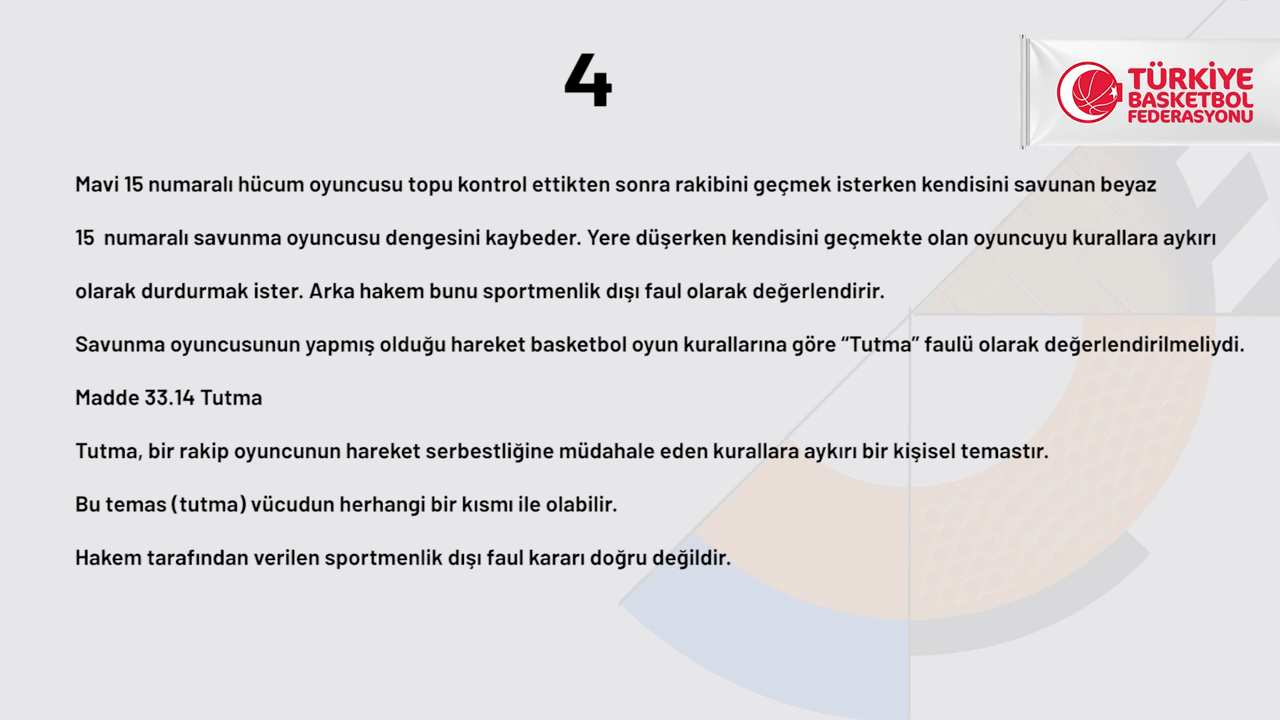 4
TÜRKİYE
BASKETBOL
FEDERASYONU
Mavi 15 numaralı hücum oyuncusu topu kontrol ettikten sonra rakibini geçmek isterken kendisini savunan beyaz
15 numaralı savunma oyuncusu dengesini kaybeder. Yere düşerken kendisini geçmekte olan oyuncuyu kurallara aykırı
olarak durdurmak ister. Arka hakem bunu sportmenlik dışı faul olarak değerlendirir.
Savunma oyuncusunun yapmış olduğu hareket basketbol oyun kurallarına göre “Tutma” faulü olarak değerlendirilmeliydi.
Madde 33.14 Tutma
Tutma, bir rakip oyuncunun hareket serbestliğine müdahale eden kurallara aykırı bir kişisel temastır.
Bu temas (tutma) vücudun herhangi bir kısmı ile olabilir.
Hakem tarafından verilen sportmenlik dışı faul kararı doğru değildir.